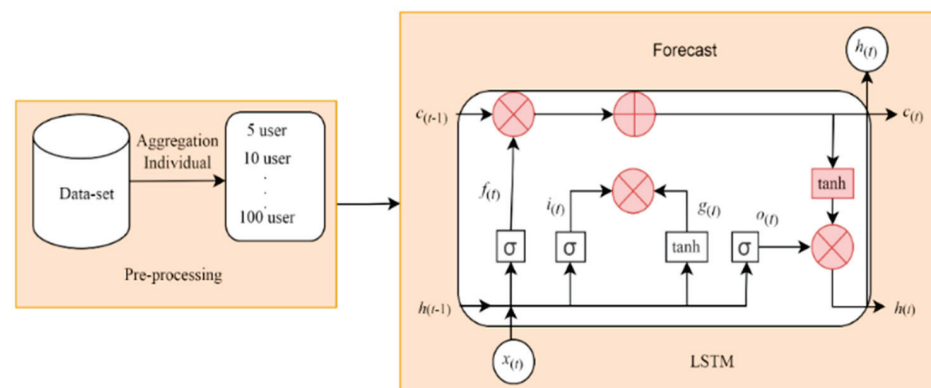 Data-set
Aggregation
Individual
5 user
10 user
.
.
.
100 user
Pre-processing
Forecast
h(t)
c(t-1)
c(t)
f(t)
i(t)
g(t)
o(t)
tanh
σ
σ
tanh
σ
h(t-1)
h(t)
x(t)
LSTM